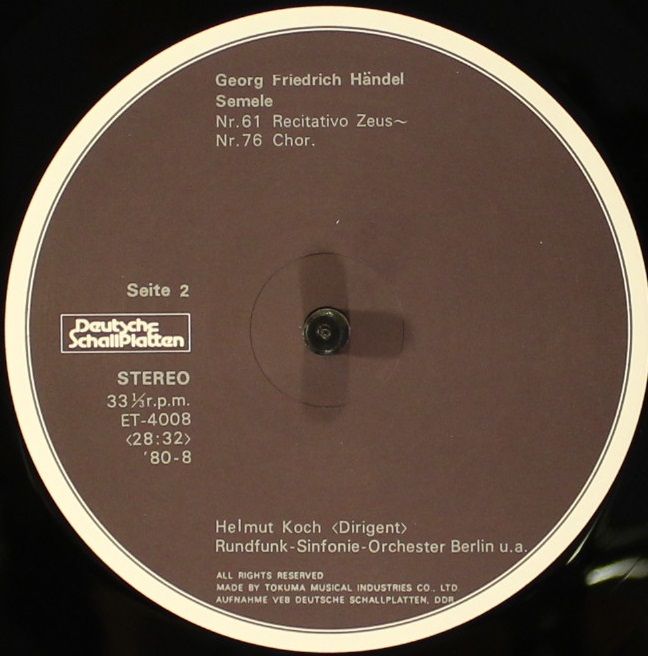 Georg Friedrich Händel
Semele
Nr.61 Recitativo Zeus~
Nr.76 Chor.
Seite 2
Deutsche
Schallplatten
STEREO
33⅓r.p.m.
ET-4008
<28:32>
'80-8
Helmut Koch <Dirigent>
Rundfunk-Sinfonie-Orchester Berlin u.a.
ALL RIGHTS RESERVED
MADE BY TOKUMA MUSICAL INDUSTRIES CO., LTD.
AUFNAHME VEB DEUTSCHE SCHALLPLATTEN, DDR